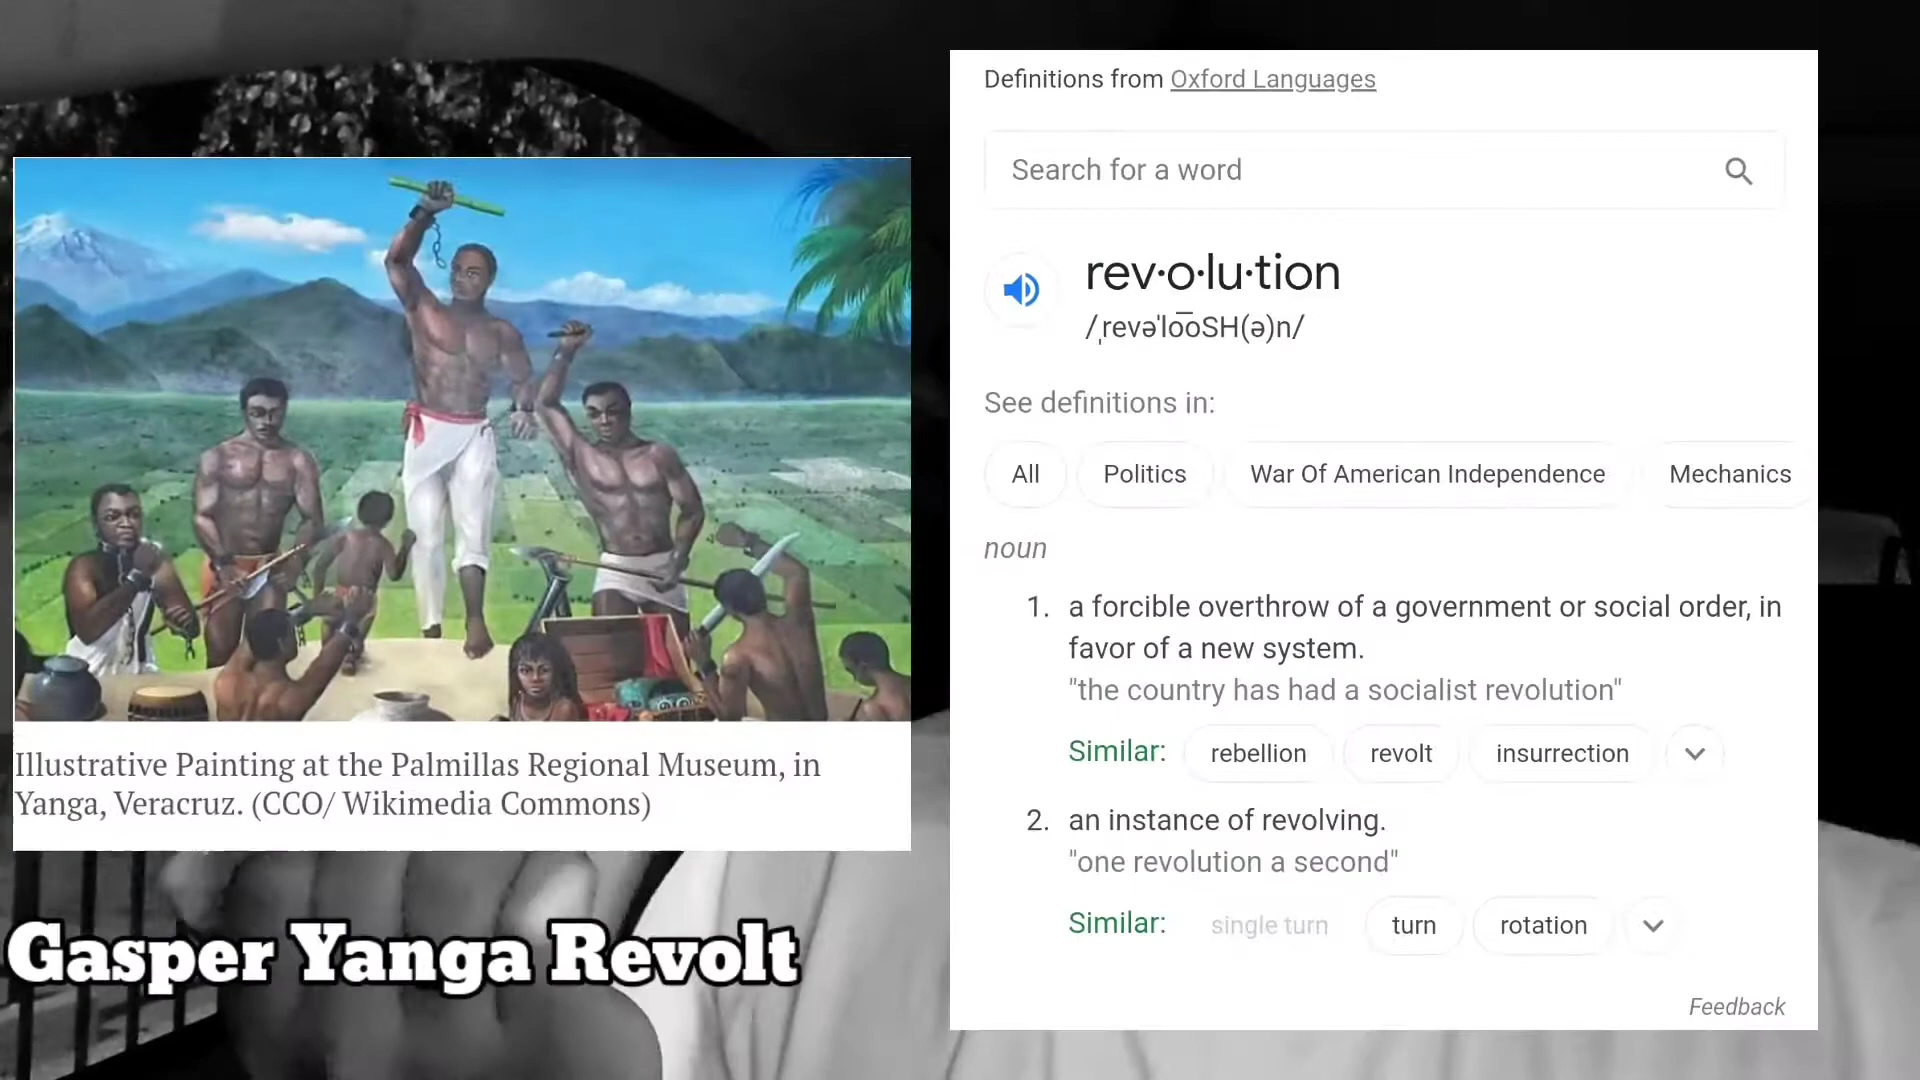 Illustrative Painting at the Palmillas Regional Museum, in
Yanga, Veracruz. (CCO/ Wikimedia Commons)
Gasper Yanga Revolt
Definitions from Oxford Languages
Search for a word
rev·o·lu·tion
/ˌrevəˈlo͞oSH(ə)n/
See definitions in:
All Politics War Of American Independence Mechanics
noun
1. a forcible overthrow of a government or social order, in
favor of a new system.
"the country has had a socialist revolution"
Similar: rebellion revolt insurrection
2. an instance of revolving.
"one revolution a second"
Similar: single turn turn rotation
Feedback